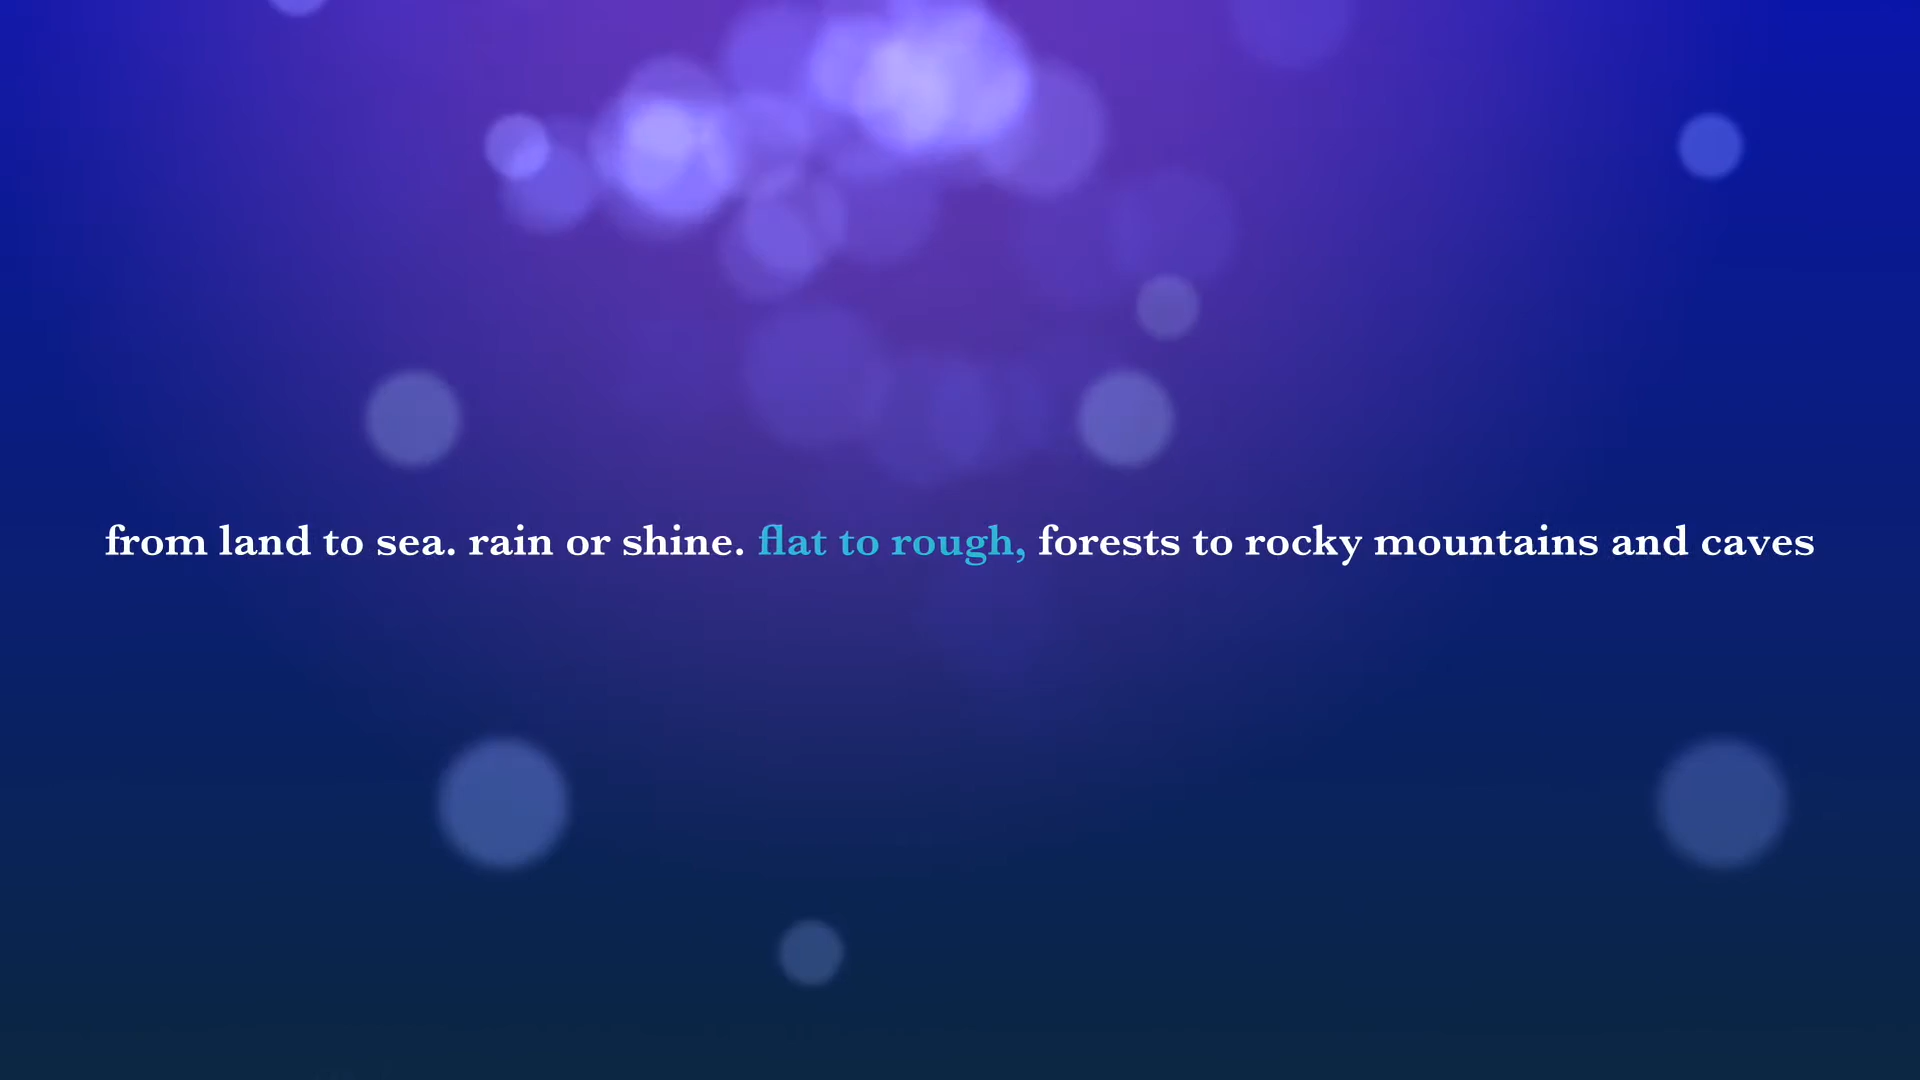 from land to sea. rain or shine. flat to rough, forests to rocky mountains and caves